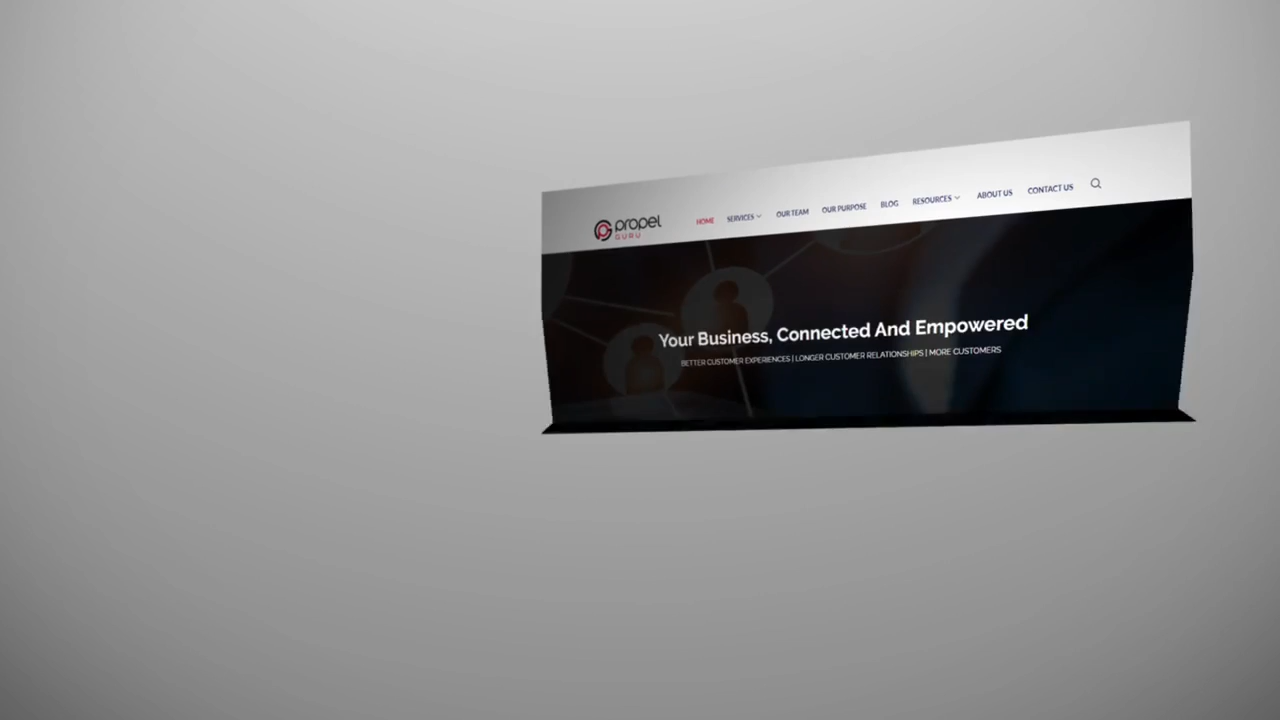 propel
GURU
HOME SERVICES OUR TEAM OUR PURPOSE BLOG RESOURCES ABOUT US CONTACT US
Your Business, Connected And Empowered
BETTER CUSTOMER EXPERIENCES | LONGER CUSTOMER RELATIONSHIPS | MORE CUSTOMERS